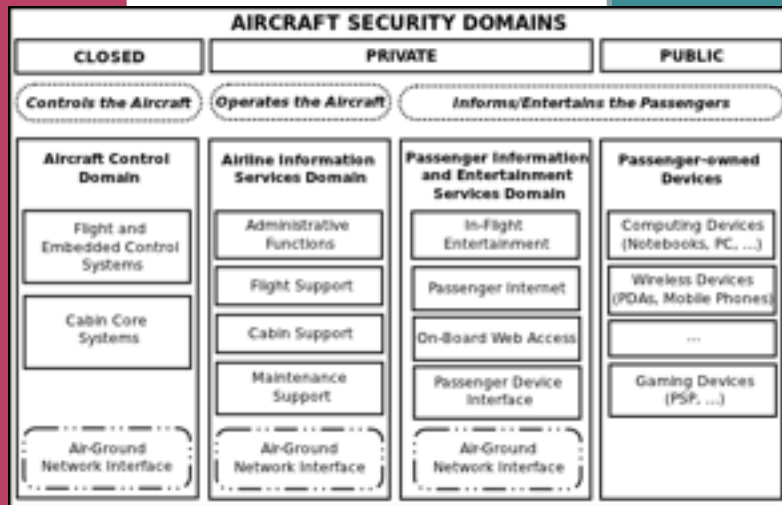 AIRCRAFT SECURITY DOMAINS
CLOSED
PRIVATE
PUBLIC
Controls the Aircraft
Operates the Aircraft
Informs/Entertains the Passengers
Aircraft Control
Domain
Flight and
Embedded Control
Systems
Cabin Core
Systems
Air-Ground
Network Interface
Airline Information
Services Domain
Administrative
Functions
Flight Support
Cabin Support
Maintenance
Support
Air-Ground
Network Interface
Passenger Information
and Entertainment
Services Domain
In-Flight
Entertainment
Passenger Internet
On-Board Web Access
Passenger Device
Interface
Air-Ground
Network Interface
Passenger-owned
Devices
Computing Devices
(Notebooks, PC, ...)
Wireless Devices
(PDAs, Mobile Phones)
...
Gaming Devices
(PSP, ...)